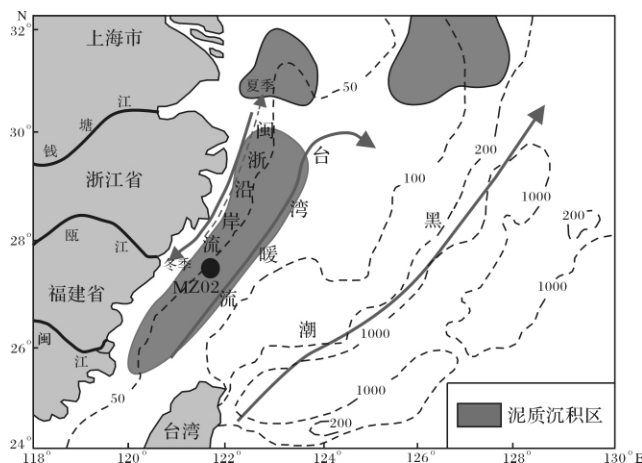 N°
32°
30°
28°
26°
24°
118°
120°
122°
124°
126°
128°
130°E
上海市
钱塘江
浙江省
瓯江
福建省
闽江
台湾
夏季
冬季
闽浙沿岸流
台湾暖流
黑潮
MZ02
50
50
100
200
1000
200
1000
1000
1000
200
泥质沉积区